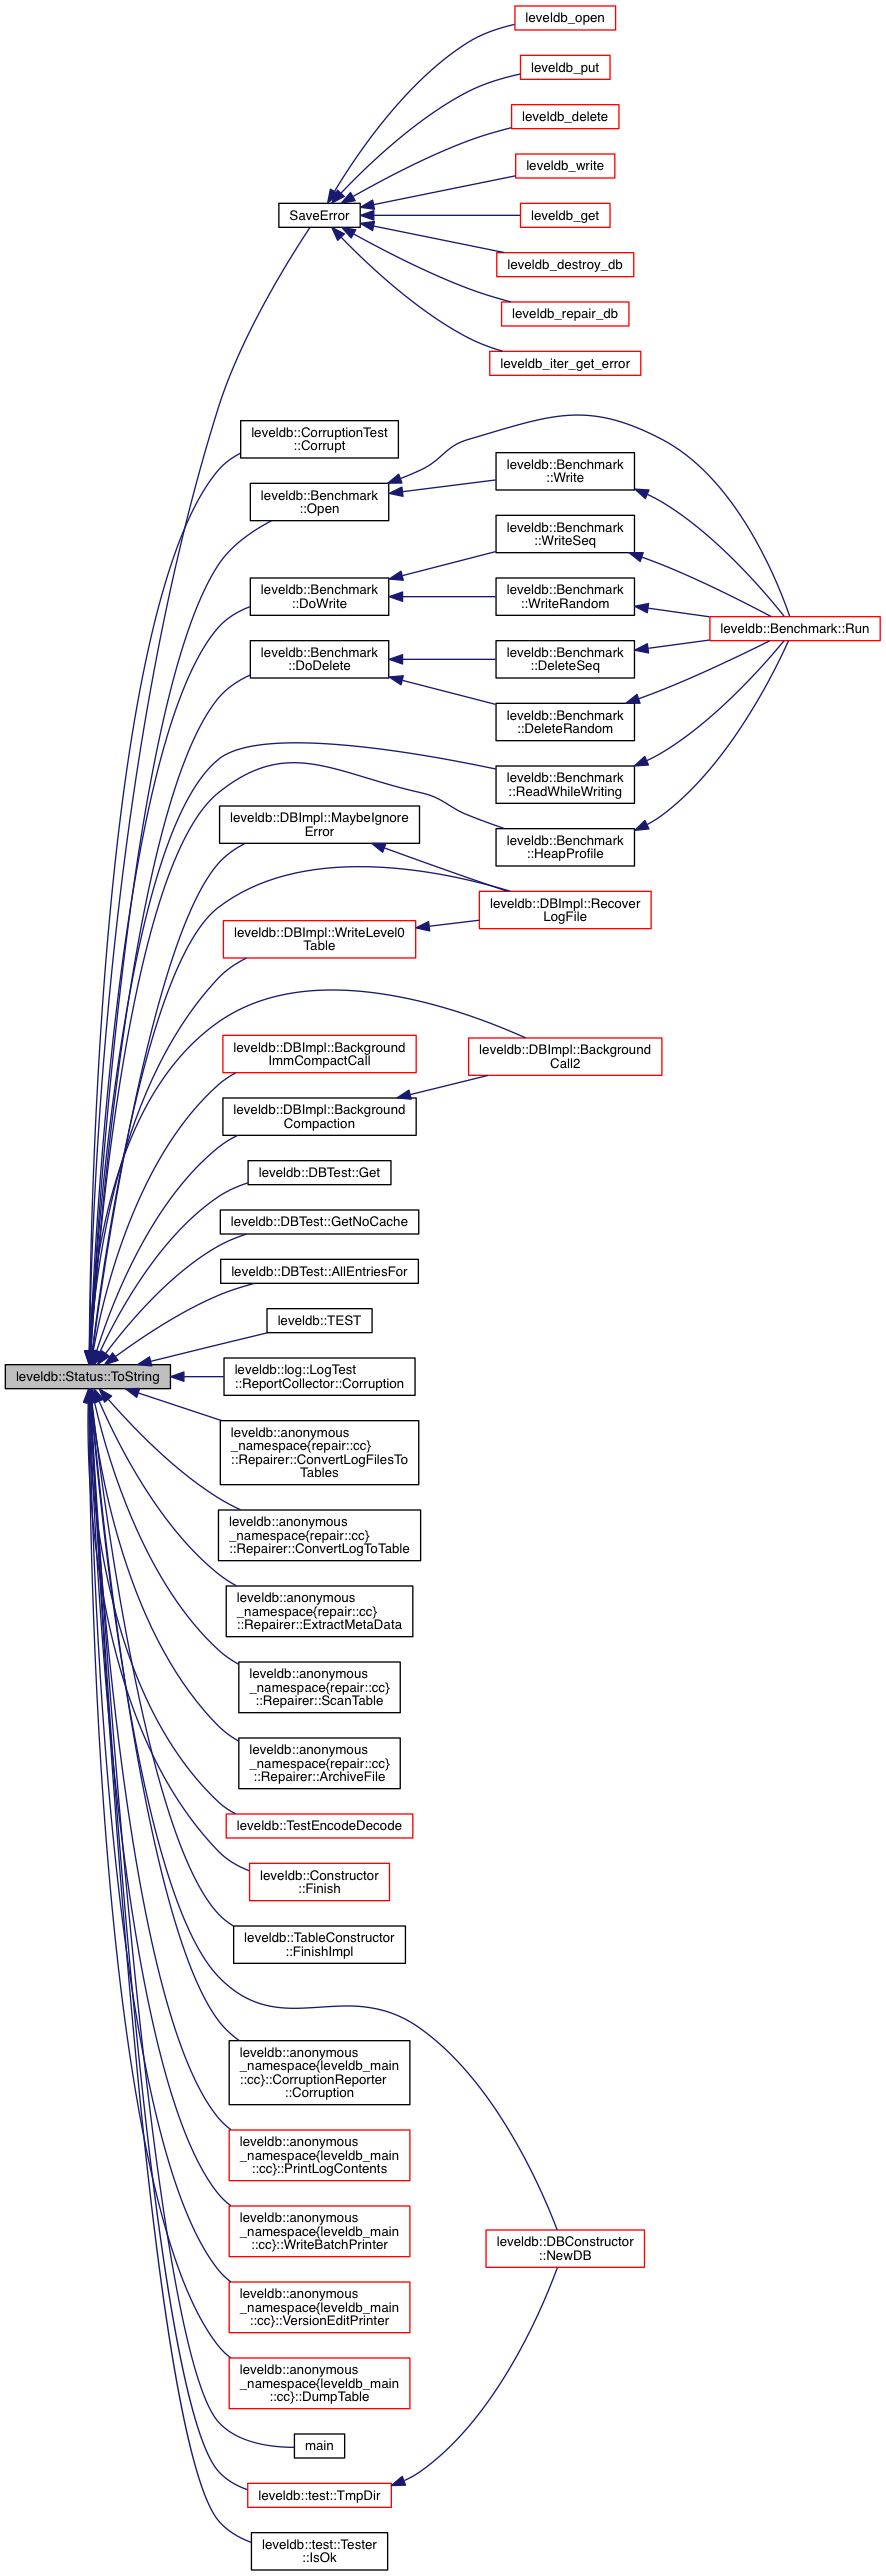 leveldb_open
leveldb_put
leveldb_delete
leveldb_write
SaveError
leveldb_get
leveldb_destroy_db
leveldb_repair_db
leveldb_iter_get_error
leveldb::CorruptionTest
::Corrupt
leveldb::Benchmark
::Write
leveldb::Benchmark
::Open
leveldb::Benchmark
::WriteSeq
leveldb::Benchmark
::DoWrite
leveldb::Benchmark
::WriteRandom
leveldb::Benchmark::Run
leveldb::Benchmark
::DoDelete
leveldb::Benchmark
::DeleteSeq
leveldb::Benchmark
::DeleteRandom
leveldb::Benchmark
::ReadWhileWriting
leveldb::DBImpl::MaybeIgnore
Error
leveldb::Benchmark
::HeapProfile
leveldb::DBImpl::Recover
LogFile
leveldb::DBImpl::WriteLevel0
Table
leveldb::DBImpl::Background
ImmCompactCall
leveldb::DBImpl::Background
Call2
leveldb::DBImpl::Background
Compaction
leveldb::DBTest::Get
leveldb::DBTest::GetNoCache
leveldb::DBTest::AllEntriesFor
leveldb::TEST
leveldb::Status::ToString
leveldb::log::LogTest
::ReportCollector::Corruption
leveldb::anonymous
_namespace{repair::cc}
::Repairer::ConvertLogFilesTo
Tables
leveldb::anonymous
_namespace{repair::cc}
::Repairer::ConvertLogToTable
leveldb::anonymous
_namespace{repair::cc}
::Repairer::ExtractMetaData
leveldb::anonymous
_namespace{repair::cc}
::Repairer::ScanTable
leveldb::anonymous
_namespace{repair::cc}
::Repairer::ArchiveFile
leveldb::TestEncodeDecode
leveldb::Constructor
::Finish
leveldb::TableConstructor
::FinishImpl
leveldb::anonymous
_namespace{leveldb_main
::cc}::CorruptionReporter
::Corruption
leveldb::anonymous
_namespace{leveldb_main
::cc}::PrintLogContents
leveldb::anonymous
_namespace{leveldb_main
::cc}::WriteBatchPrinter
leveldb::DBConstructor
::NewDB
leveldb::anonymous
_namespace{leveldb_main
::cc}::VersionEditPrinter
leveldb::anonymous
_namespace{leveldb_main
::cc}::DumpTable
main
leveldb::test::TmpDir
leveldb::test::Tester
::IsOk